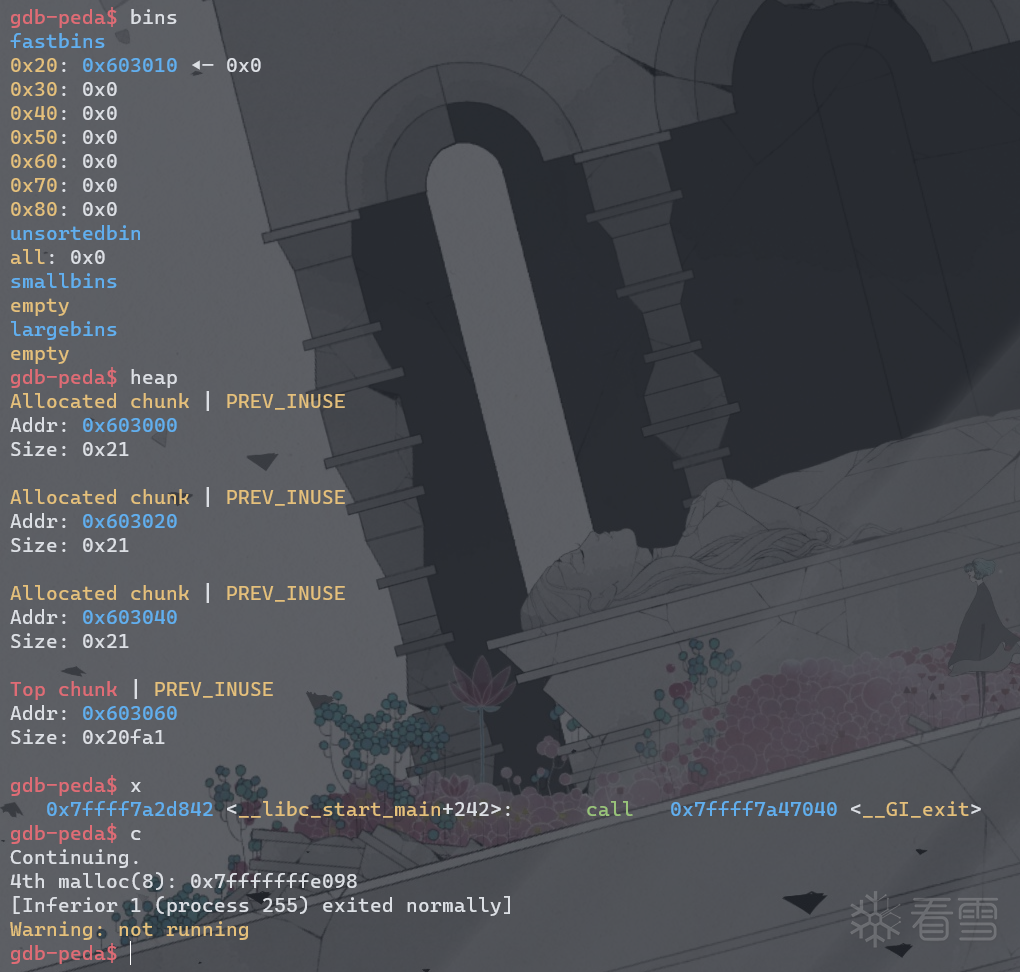 gdb-peda$ bins
fastbins
0x20: 0x603010 ◂— 0x0
0x30: 0x0
0x40: 0x0
0x50: 0x0
0x60: 0x0
0x70: 0x0
0x80: 0x0
unsortedbin
all: 0x0
smallbins
empty
largebins
empty
gdb-peda$ heap
Allocated chunk | PREV_INUSE
Addr: 0x603000
Size: 0x21
Allocated chunk | PREV_INUSE
Addr: 0x603020
Size: 0x21
Allocated chunk | PREV_INUSE
Addr: 0x603040
Size: 0x21
Top chunk | PREV_INUSE
Addr: 0x603060
Size: 0x20fa1
gdb-peda$ x
0x7ffff7a2d842 <__libc_start_main+242>: call 0x7ffff7a47040 <__GI_exit>
gdb-peda$ c
Continuing.
4th malloc(8): 0x7fffffffe098
[Inferior 1 (process 255) exited normally]
Warning: not running
gdb-peda$
看雪